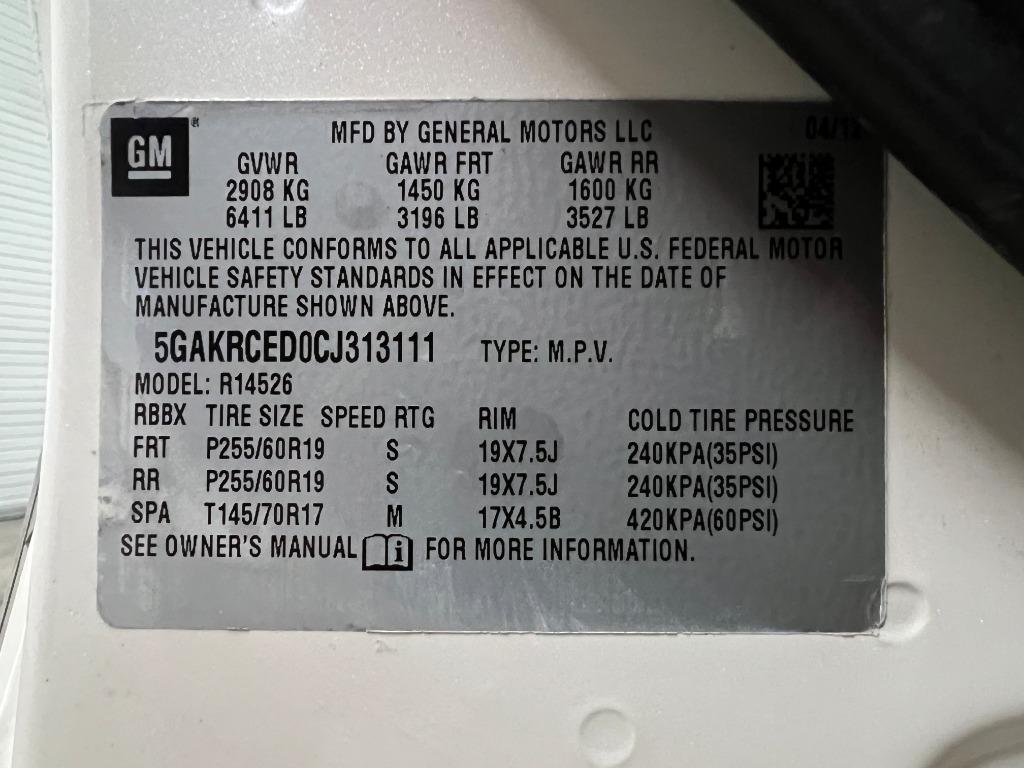 GM
MFD BY GENERAL MOTORS LLC 04/12
GVWR GAWR FRT GAWR RR
2908 KG 1450 KG 1600 KG
6411 LB 3196 LB 3527 LB
THIS VEHICLE CONFORMS TO ALL APPLICABLE U.S. FEDERAL MOTOR
VEHICLE SAFETY STANDARDS IN EFFECT ON THE DATE OF
MANUFACTURE SHOWN ABOVE.
5GAKRCED0CJ313111 TYPE: M.P.V.
MODEL: R14526
RBBX TIRE SIZE SPEED RTG RIM COLD TIRE PRESSURE
FRT P255/60R19 S 19X7.5J 240KPA(35PSI)
RR P255/60R19 S 19X7.5J 240KPA(35PSI)
SPA T145/70R17 M 17X4.5B 420KPA(60PSI)
SEE OWNER'S MANUAL i FOR MORE INFORMATION.